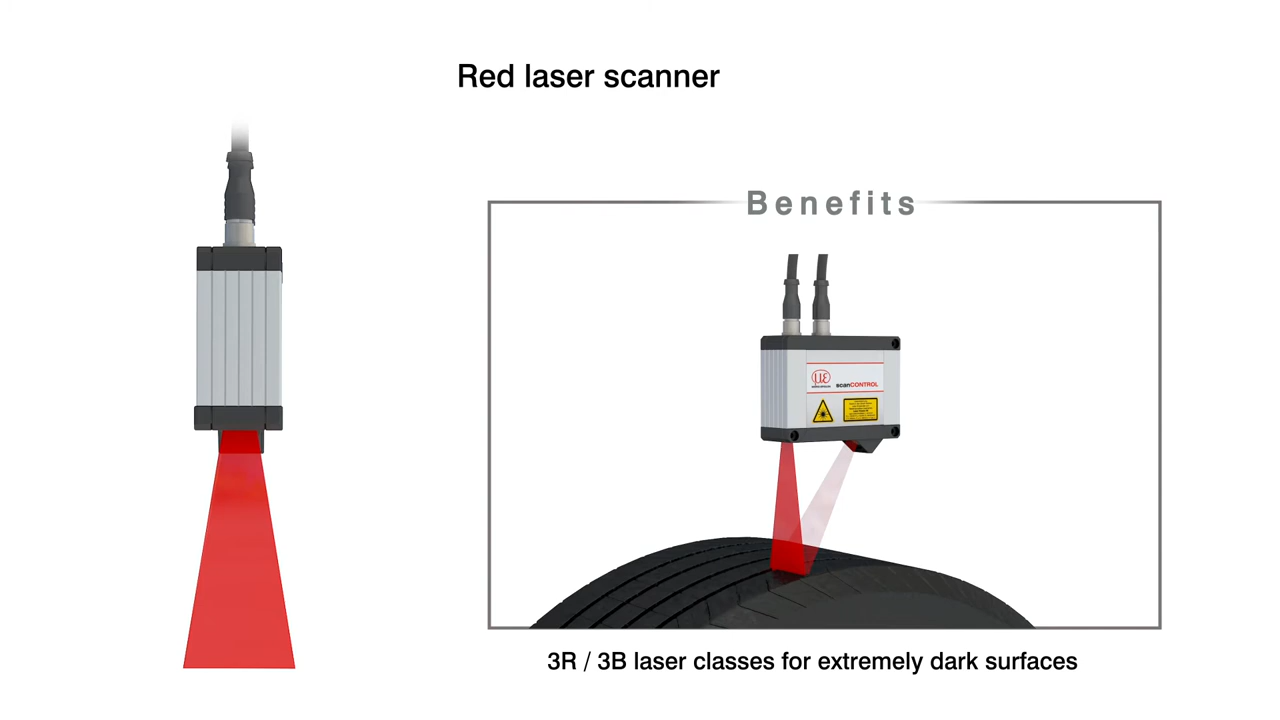 Red laser scanner
Benefits
scanCONTROL
3R / 3B laser classes for extremely dark surfaces